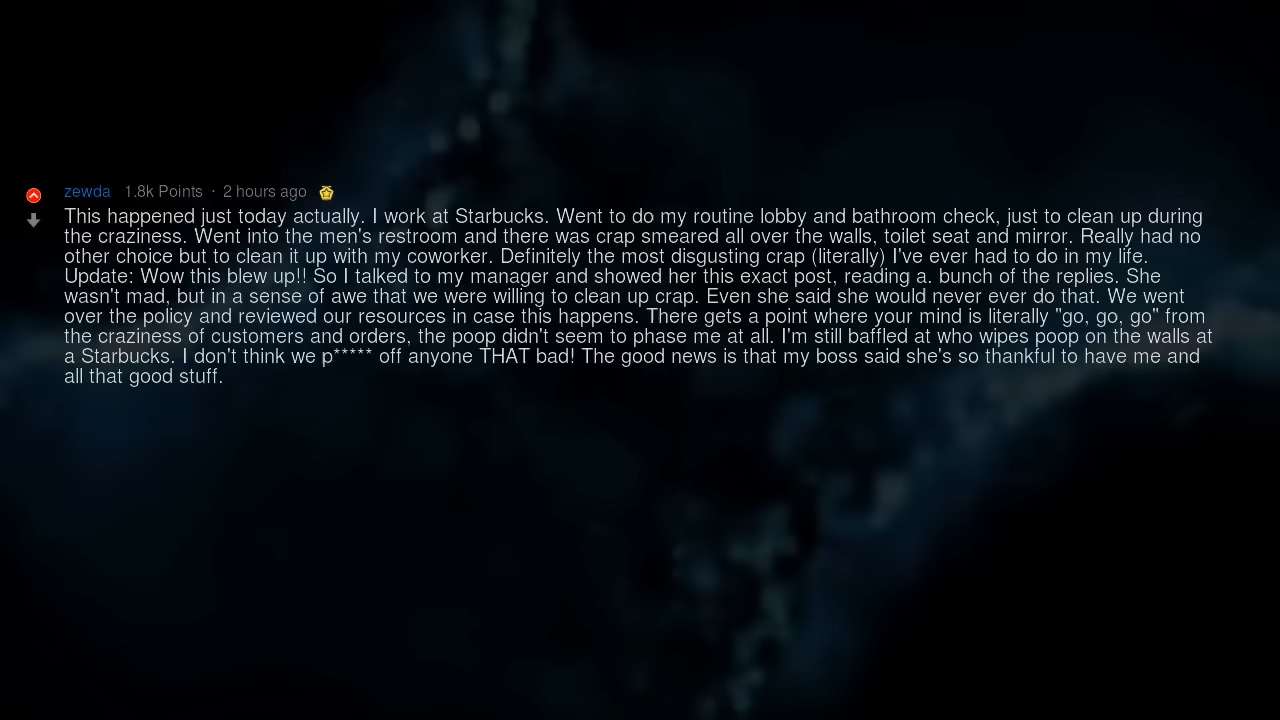 zewda 1.8k Points · 2 hours ago
This happened just today actually. I work at Starbucks. Went to do my routine lobby and bathroom check, just to clean up during
the craziness. Went into the men's restroom and there was crap smeared all over the walls, toilet seat and mirror. Really had no
other choice but to clean it up with my coworker. Definitely the most disgusting crap (literally) I've ever had to do in my life.
Update: Wow this blew up!! So I talked to my manager and showed her this exact post, reading a. bunch of the replies. She
wasn't mad, but in a sense of awe that we were willing to clean up crap. Even she said she would never ever do that. We went
over the policy and reviewed our resources in case this happens. There gets a point where your mind is literally "go, go, go" from
the craziness of customers and orders, the poop didn't seem to phase me at all. I'm still baffled at who wipes poop on the walls at
a Starbucks. I don't think we p***** off anyone THAT bad! The good news is that my boss said she's so thankful to have me and
all that good stuff.